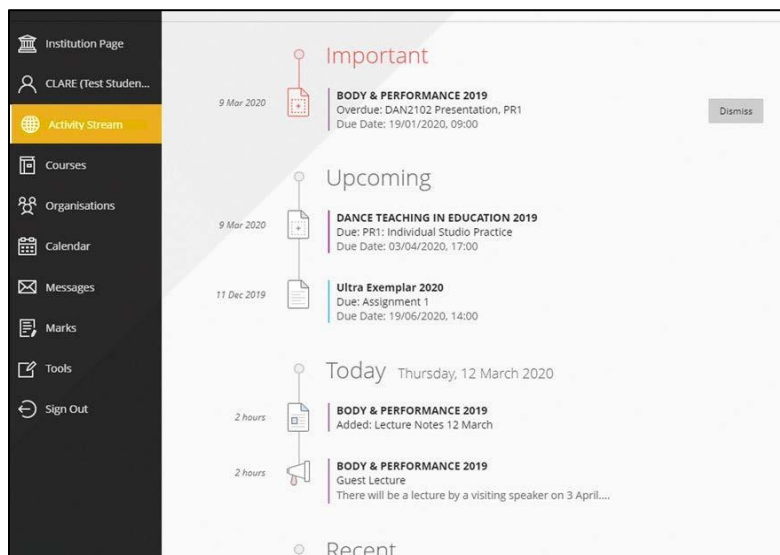 Institution Page
CLARE (Test Studen...
Activity Stream
Courses
Organisations
Calendar
Messages
Marks
Tools
Sign Out
Important
9 Mar 2020
BODY & PERFORMANCE 2019
Overdue: DAN2102 Presentation, PR1
Due Date: 19/01/2020, 09:00
Dismiss
Upcoming
9 Mar 2020
DANCE TEACHING IN EDUCATION 2019
Due: PR1: Individual Studio Practice
Due Date: 03/04/2020, 17:00
11 Dec 2019
Ultra Exemplar 2020
Due: Assignment 1
Due Date: 19/06/2020, 14:00
Today Thursday, 12 March 2020
2 hours
BODY & PERFORMANCE 2019
Added: Lecture Notes 12 March
2 hours
BODY & PERFORMANCE 2019
Guest Lecture
There will be a lecture by a visiting speaker on 3 April....
Recent